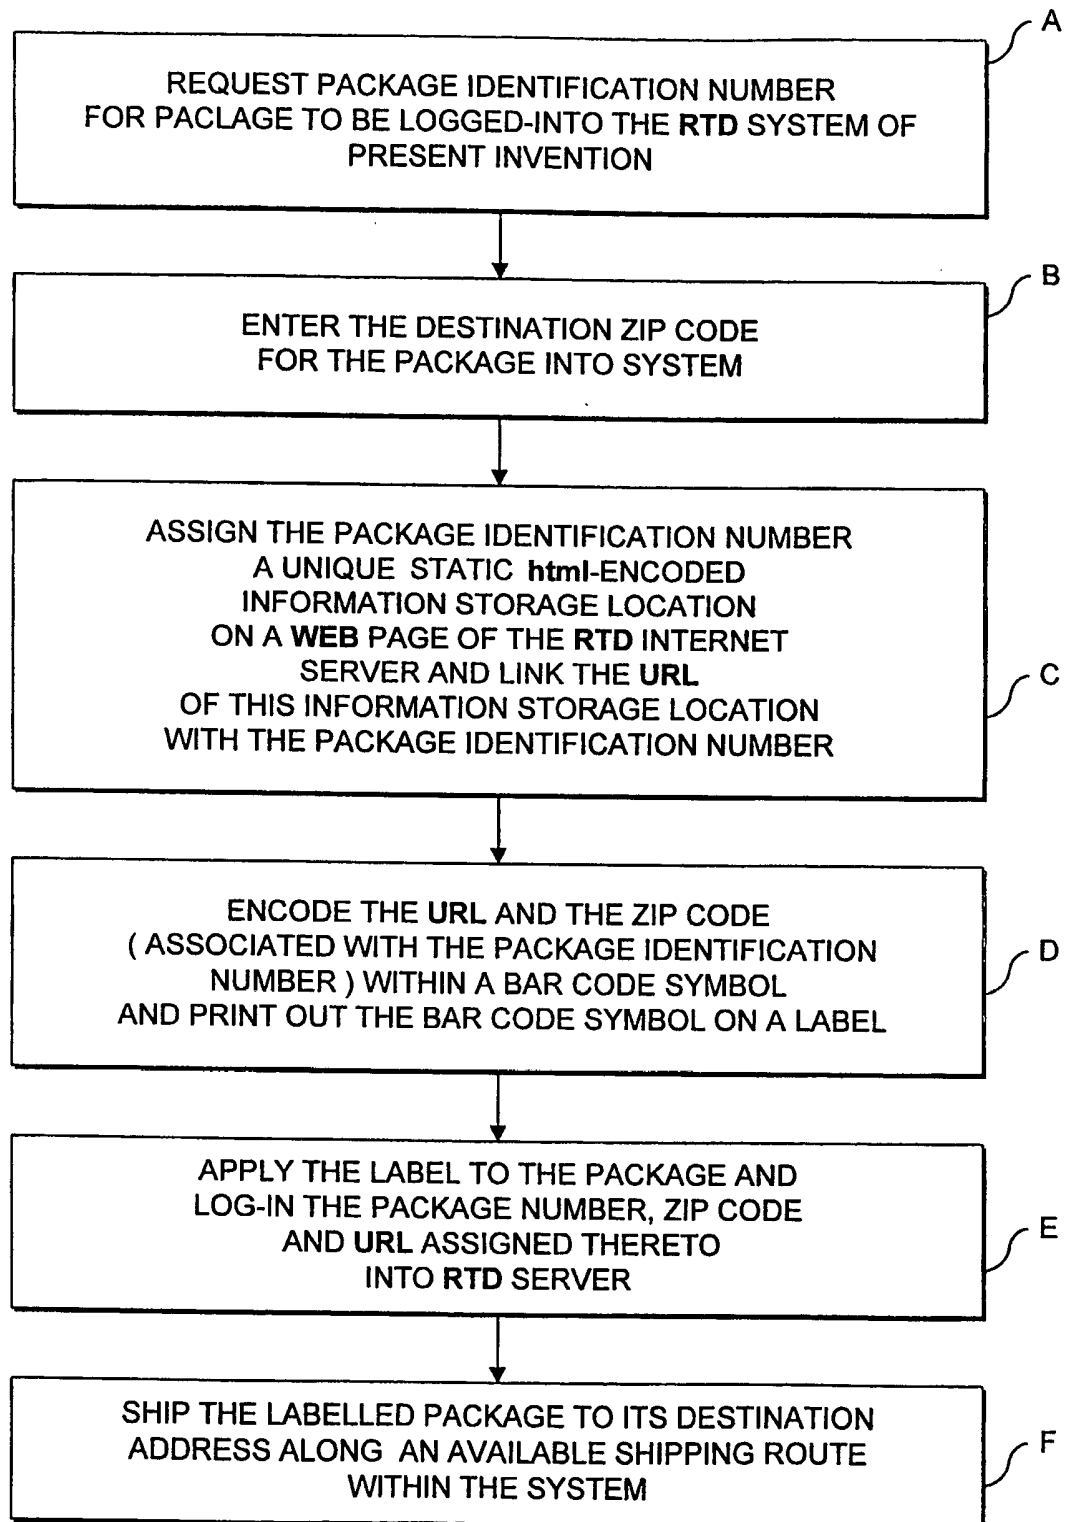 A
REQUEST PACKAGE IDENTIFICATION NUMBER
FOR PACLAGE TO BE LOGGED-INTO THE RTD SYSTEM OF
PRESENT INVENTION
B
ENTER THE DESTINATION ZIP CODE
FOR THE PACKAGE INTO SYSTEM
ASSIGN THE PACKAGE IDENTIFICATION NUMBER
A UNIQUE STATIC html-ENCODED
INFORMATION STORAGE LOCATION
ON A WEB PAGE OF THE RTD INTERNET
SERVER AND LINK THE URL
C
OF THIS INFORMATION STORAGE LOCATION
WITH THE PACKAGE IDENTIFICATION NUMBER
ENCODE THE URL AND THE ZIP CODE
( ASSOCIATED WITH THE PACKAGE IDENTIFICATION
D
NUMBER ) WITHIN A BAR CODE SYMBOL
AND PRINT OUT THE BAR CODE SYMBOL ON A LABEL
APPLY THE LABEL TO THE PACKAGE AND
LOG-IN THE PACKAGE NUMBER, ZIP CODE
E
AND URL ASSIGNED THERETO
INTO RTD SERVER
SHIP THE LABELLED PACKAGE TO ITS DESTINATION
ADDRESS ALONG AN AVAILABLE SHIPPING ROUTE
F
WITHIN THE SYSTEM